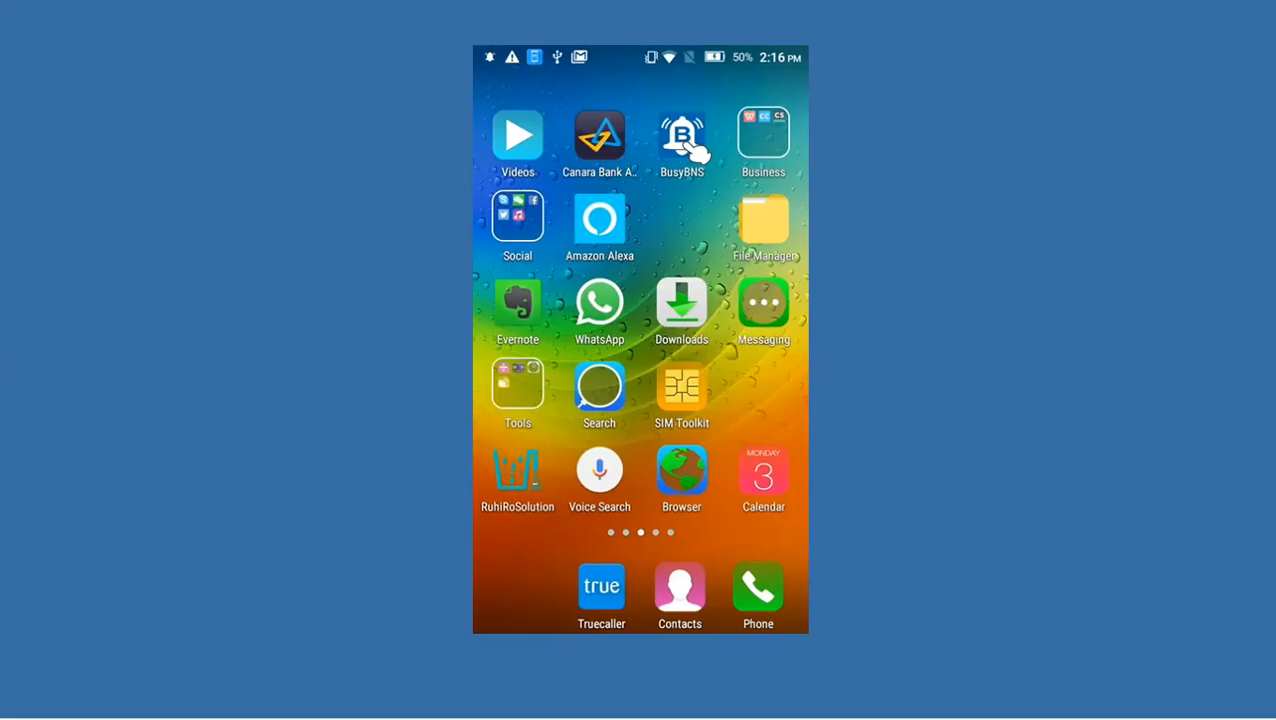 50% 2:16 PM
B CS
Videos Canara Bank A.. BusyBNS Business
Social Amazon Alexa File Manager
Evernote WhatsApp Downloads Messaging
Tools Search SIM Toolkit
MONDAY
3
RuhiRoSolution Voice Search Browser Calendar
true
Truecaller Contacts Phone